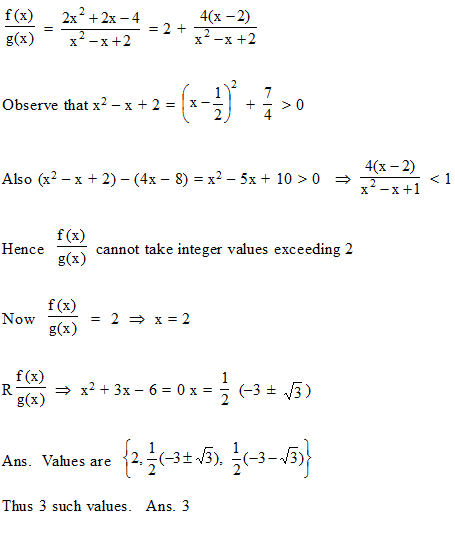 f(x)/g(x) = (2x² + 2x – 4)/(x² – x + 2) = 2 + 4(x – 2)/(x² – x + 2)
Observe that x² – x + 2 = (x – 1/2)² + 7/4 > 0
Also (x² – x + 2) – (4x – 8) = x² – 5x + 10 > 0 ⇒ 4(x – 2)/(x² – x + 1) < 1
Hence f(x)/g(x) cannot take integer values exceeding 2
Now f(x)/g(x) = 2 ⇒ x = 2
R f(x)/g(x) ⇒ x² + 3x – 6 = 0 x = 1/2 (–3 ± √3)
Ans. Values are {2, 1/2(–3 ± √3), 1/2(–3 – √3)}
Thus 3 such values. Ans. 3